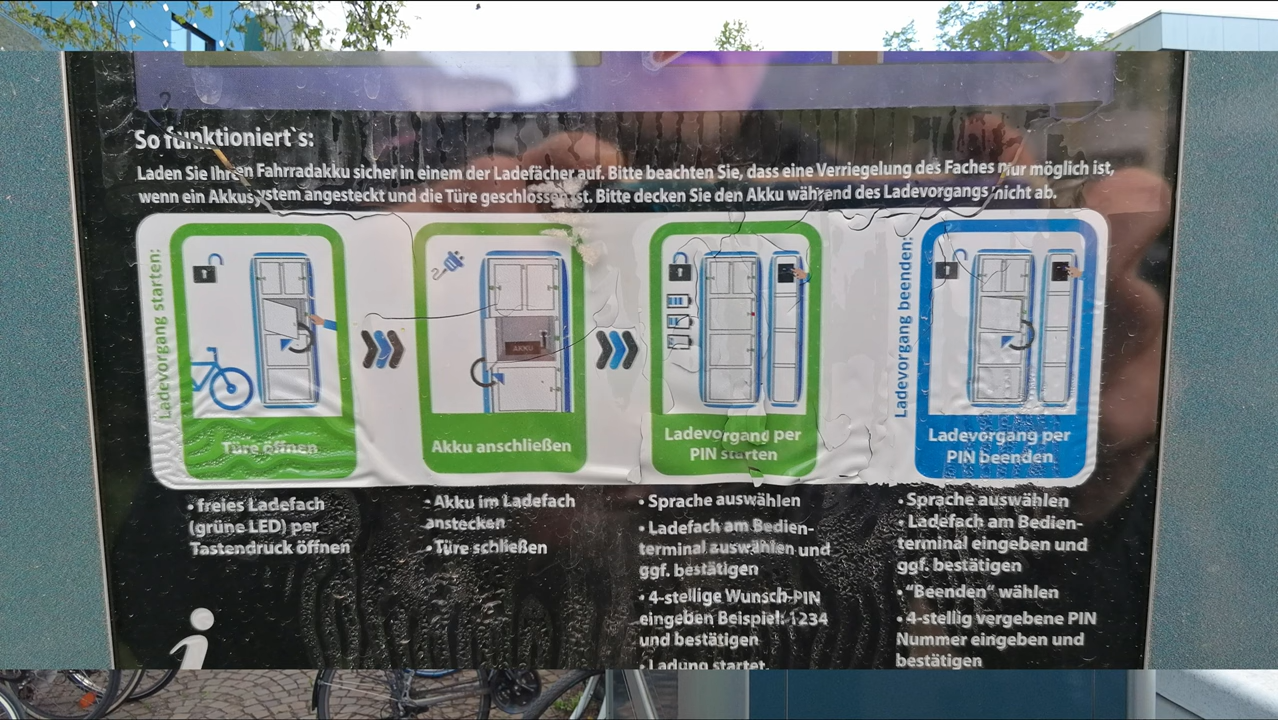 So funktioniert`s:
Laden Sie Ihren Fahrradakku sicher in einem der Ladefächer auf. Bitte beachten Sie, dass eine Verriegelung des Faches nur möglich ist,
wenn ein Akkusystem angesteckt und die Türe geschlossen ist. Bitte decken Sie den Akku während des Ladevorgangs nicht ab.
Ladevorgang starten:
Türe öffnen
• freies Ladefach
(grüne LED) per
Tastendruck öffnen
AKKU
Akku anschließen
• Akku im Ladefach
anstecken
• Türe schließen
Ladevorgang per
PIN starten
• Sprache auswählen
• Ladefach am Bedien-
terminal auswählen und
ggf. bestätigen
• 4-stellige Wunsch-PIN
eingeben Beispiel: 1234
und bestätigen
• Ladung startet
Ladevorgang beenden:
Ladevorgang per
PIN beenden
• Sprache auswählen
• Ladefach am Bedien-
terminal eingeben und
ggf. bestätigen
• “Beenden” wählen
• 4-stellig vergebene PIN
Nummer eingeben und
bestätigen
i